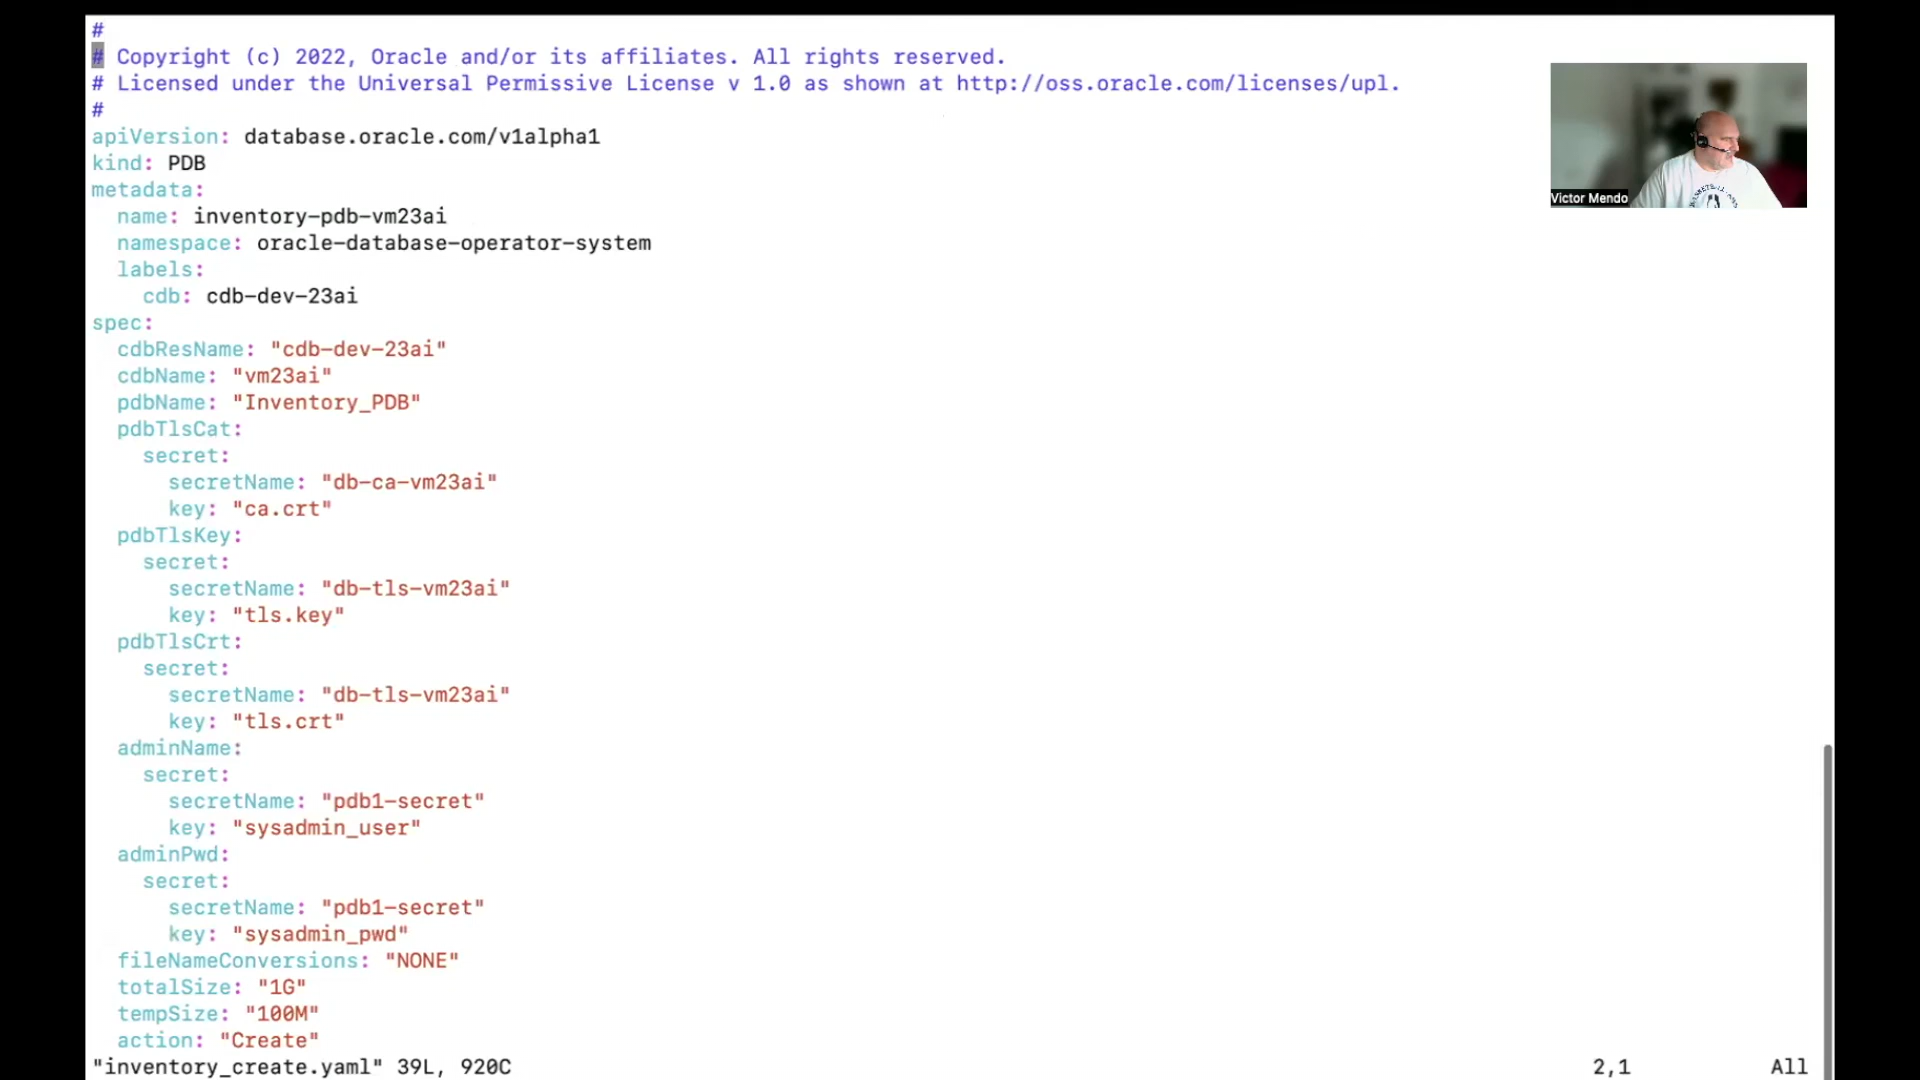 #
# Copyright (c) 2022, Oracle and/or its affiliates. All rights reserved.
# Licensed under the Universal Permissive License v 1.0 as shown at http://oss.oracle.com/licenses/upl.
#
apiVersion: database.oracle.com/v1alpha1
kind: PDB
metadata:
  name: inventory-pdb-vm23ai
  namespace: oracle-database-operator-system
  labels:
    cdb: cdb-dev-23ai
spec:
  cdbResName: "cdb-dev-23ai"
  cdbName: "vm23ai"
  pdbName: "Inventory_PDB"
  pdbTlsCat:
    secret:
      secretName: "db-ca-vm23ai"
      key: "ca.crt"
  pdbTlsKey:
    secret:
      secretName: "db-tls-vm23ai"
      key: "tls.key"
  pdbTlsCrt:
    secret:
      secretName: "db-tls-vm23ai"
      key: "tls.crt"
  adminName:
    secret:
      secretName: "pdb1-secret"
      key: "sysadmin_user"
  adminPwd:
    secret:
      secretName: "pdb1-secret"
      key: "sysadmin_pwd"
  fileNameConversions: "NONE"
  totalSize: "1G"
  tempSize: "100M"
  action: "Create"
"inventory_create.yaml" 39L, 920C 2,1 All
Victor Mendo